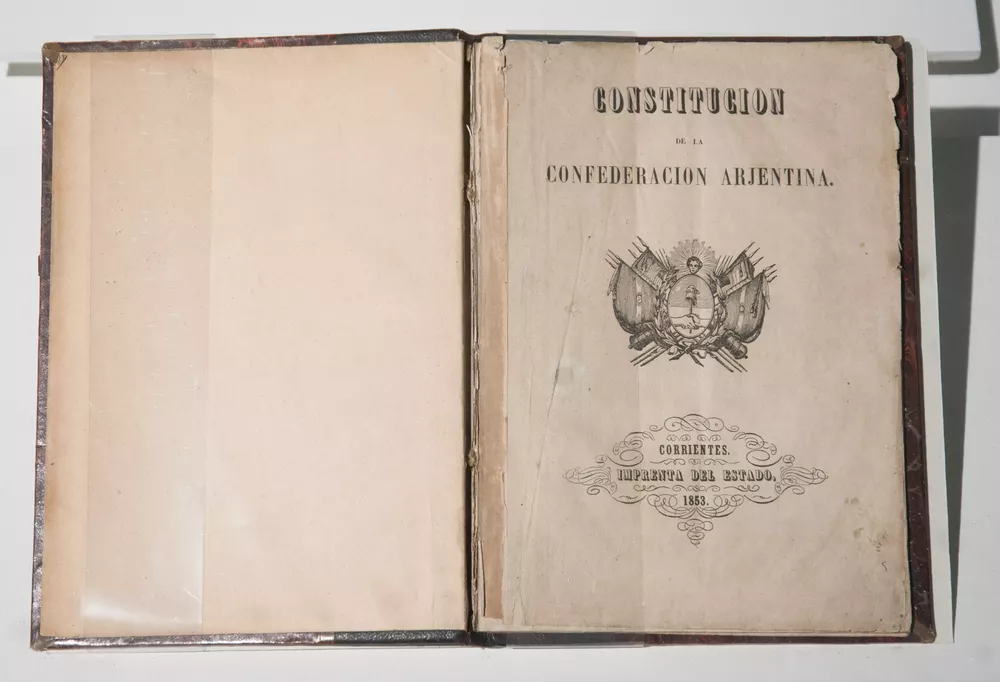 CONSTITUCION
DE LA
CONFEDERACION ARJENTINA.
CORRIENTES.
IMPRENTA DEL ESTADO,
1853.